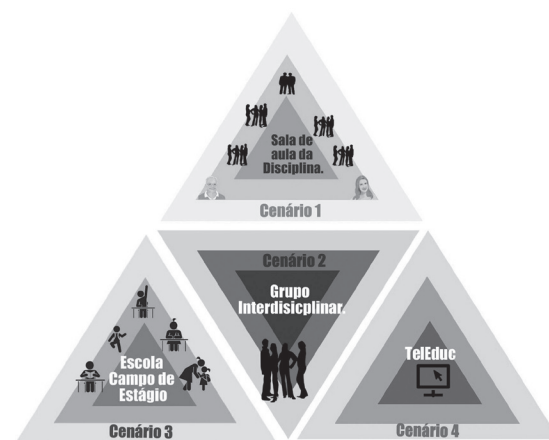 Sala de
aula da
Disciplina.
Cenário 1
Cenário 2
Grupo
Interdisicplinar.
Escola
Campo de
Estágio
Cenário 3
TelEduc
Cenário 4